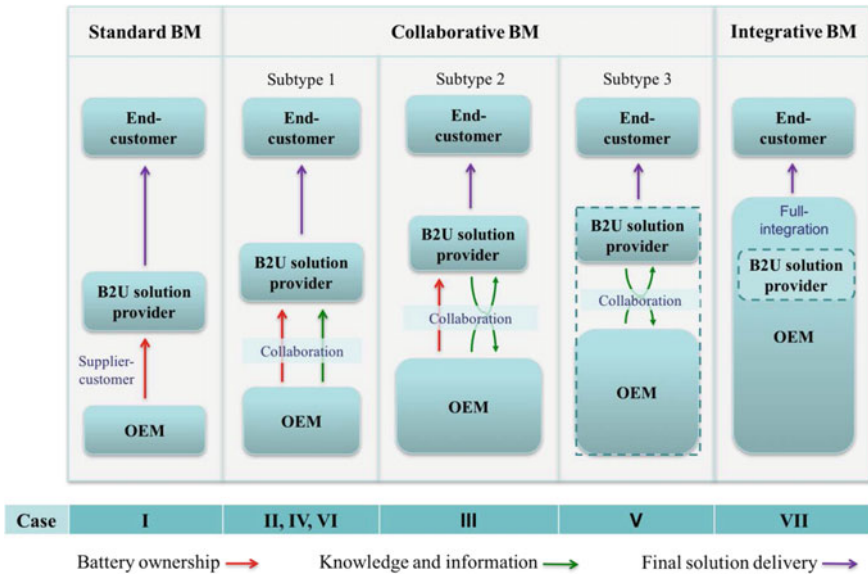 Standard BM
Collaborative BM
Integrative BM
Subtype 1
Subtype 2
Subtype 3
End-
customer
End-
customer
End-
customer
End-
customer
End-
customer
B2U solution
provider
B2U solution
provider
B2U solution
provider
B2U solution
provider
Full-
integration
B2U solution
provider
Supplier-
customer
Collaboration
Collaboration
Collaboration
OEM
OEM
OEM
OEM
OEM
Case
I
II, IV, VI
III
V
VII
Battery ownership
Knowledge and information
Final solution delivery